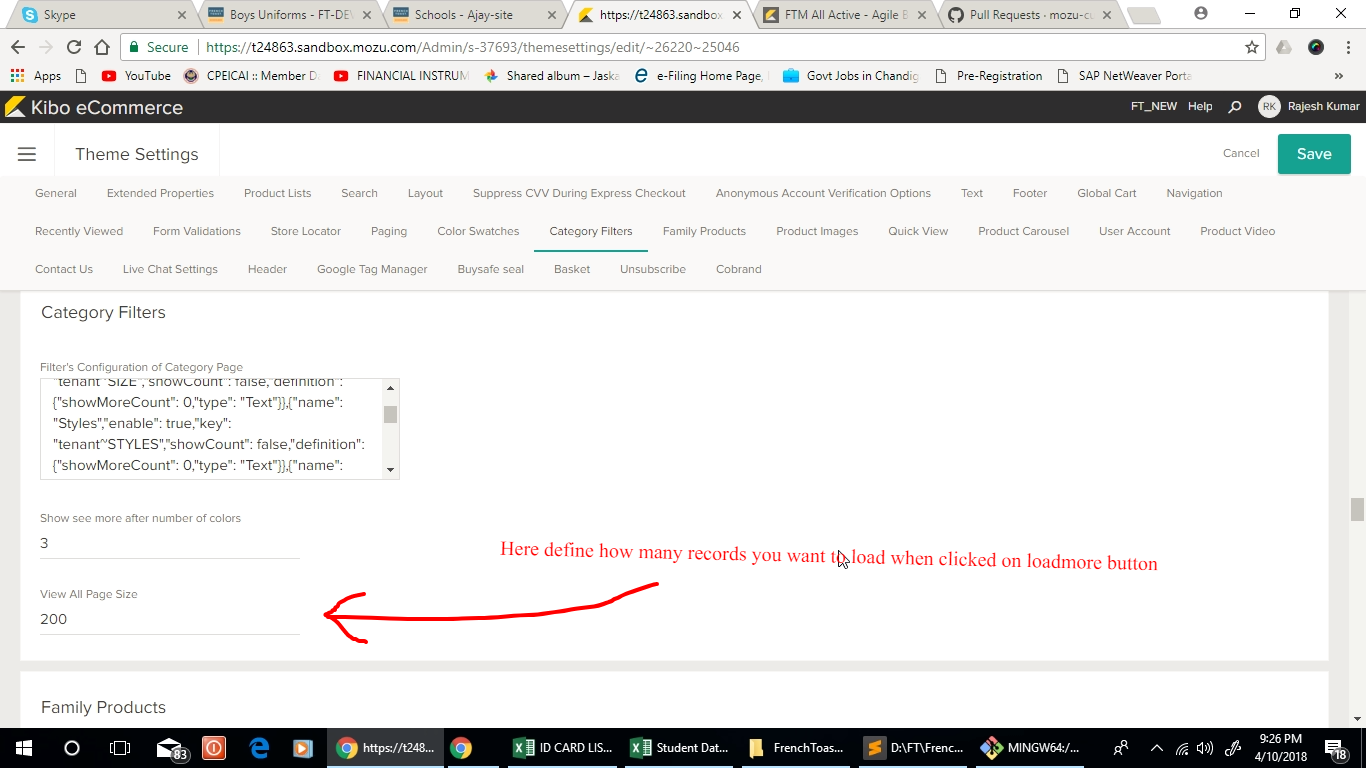 Skype
Boys Uniforms - FT-DEV
Schools - Ajay-site
https://t24863.sandbox
FTM All Active - Agile B
Pull Requests · mozu-cu
Secure
https://t24863.sandbox.mozu.com/Admin/s-37693/themesettings/edit/~26220~25046
Apps
YouTube
CPEICAI :: Member D
FINANCIAL INSTRUM
Shared album – Jaska
e-Filing Home Page,
Govt Jobs in Chandig
Pre-Registration
SAP NetWeaver Porta
»
Kibo eCommerce
FT_NEW Help
RK
Rajesh Kumar
Theme Settings
Cancel
Save
General Extended Properties Product Lists Search Layout Suppress CVV During Express Checkout Anonymous Account Verification Options Text Footer Global Cart Navigation
Recently Viewed Form Validations Store Locator Paging Color Swatches Category Filters Family Products Product Images Quick View Product Carousel User Account Product Video
Contact Us Live Chat Settings Header Google Tag Manager Buysafe seal Basket Unsubscribe Cobrand
Category Filters
Filter's Configuration of Category Page
"tenant~SIZE","showCount": false,"definition":
{"showMoreCount": 0,"type": "Text"}},{"name":
"Styles","enable": true,"key":
"tenant~STYLES","showCount": false,"definition":
{"showMoreCount": 0,"type": "Text"}},{"name":
Show see more after number of colors
3
Here define how many records you want to load when clicked on loadmore button
View All Page Size
200
Family Products
83
https://t248...
ID CARD LIS...
Student Dat...
FrenchToas...
D:\FT\Frenc...
MINGW64:/...
9:26 PM
4/10/2018
18